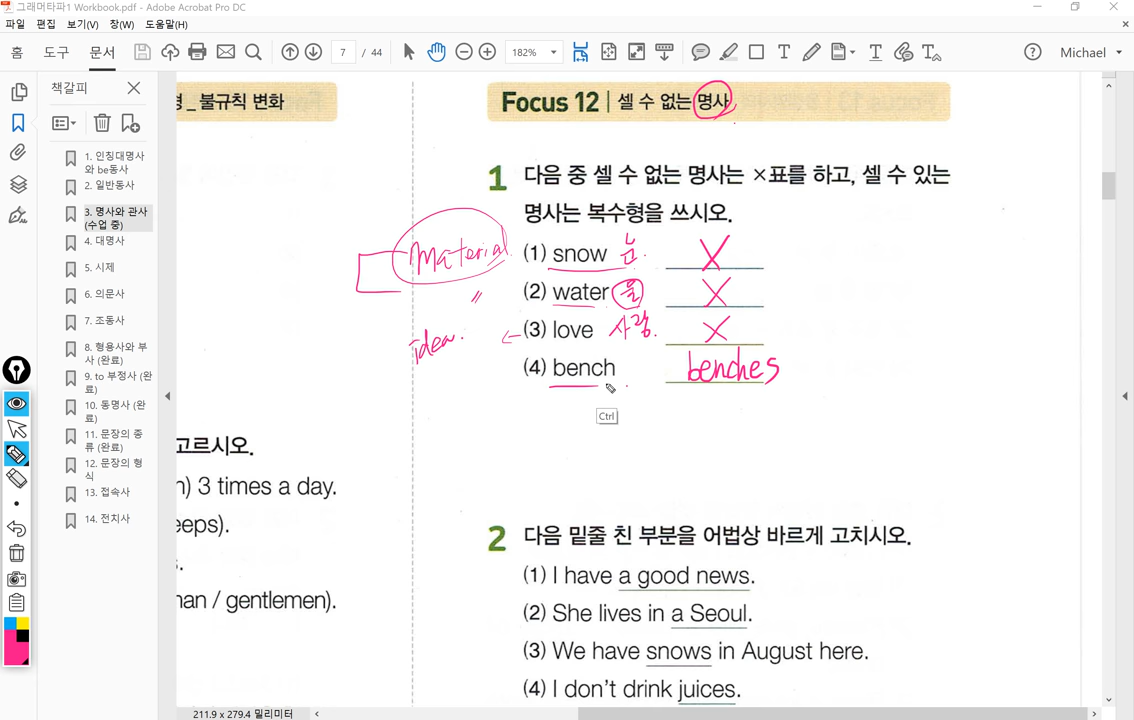 그래머타파1 Workbook.pdf - Adobe Acrobat Pro DC
파일 편집 보기(V) 창(W) 도움말(H)
홈 도구 문서 7 / 44 182% Michael
책갈피
1. 인칭대명사
와 be동사
2. 일반동사
3. 명사와 관사
(수업 중)
4. 대명사
5. 시제
6. 의문사
7. 조동사
8. 형용사와 부
사 (완료)
9. to 부정사 (완
료)
10. 동명사 (완
료)
11. 문장의 종
류 (완료)
12. 문장의 형
식
13. 접속사
14. 전치사
형_ 불규칙 변화
고르시오.
n) 3 times a day.
eeps).
s.
nan / gentlemen).
Focus 12 | 셀 수 없는 명사
1 다음 중 셀 수 없는 명사는 ×표를 하고, 셀 수 있는
명사는 복수형을 쓰시오.
Material (1) snow 눈 X
(2) water 물 X
idea. (3) love 사랑. X
(4) bench benches
Ctrl
2 다음 밑줄 친 부분을 어법상 바르게 고치시오.
(1) I have a good news.
(2) She lives in a Seoul.
(3) We have snows in August here.
(4) I don't drink juices.
211.9 x 279.4 밀리미터